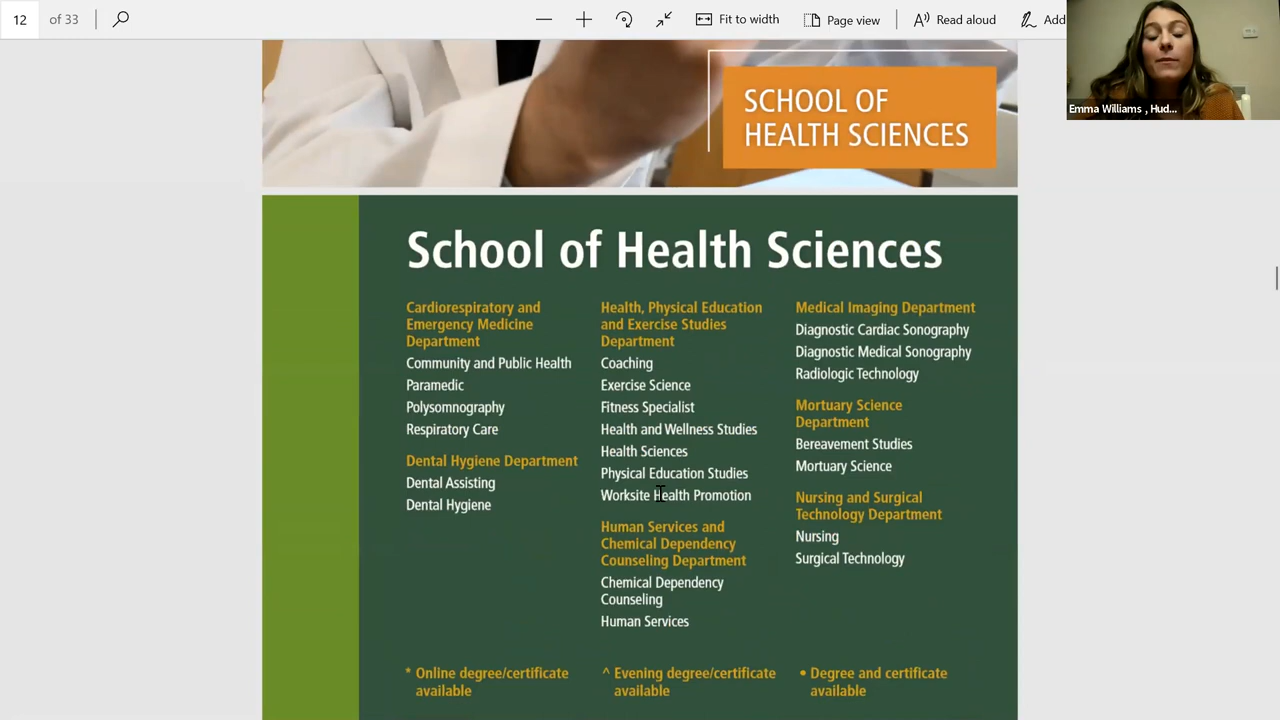 12 of 33
Fit to width
Page view
Read aloud
Add
Emma Williams , Hud...
SCHOOL OF
HEALTH SCIENCES
School of Health Sciences
Cardiorespiratory and
Emergency Medicine
Department
Community and Public Health
Paramedic
Polysomnography
Respiratory Care
Dental Hygiene Department
Dental Assisting
Dental Hygiene
Health, Physical Education
and Exercise Studies
Department
Coaching
Exercise Science
Fitness Specialist
Health and Wellness Studies
Health Sciences
Physical Education Studies
Worksite Health Promotion
Human Services and
Chemical Dependency
Counseling Department
Chemical Dependency
Counseling
Human Services
Medical Imaging Department
Diagnostic Cardiac Sonography
Diagnostic Medical Sonography
Radiologic Technology
Mortuary Science
Department
Bereavement Studies
Mortuary Science
Nursing and Surgical
Technology Department
Nursing
Surgical Technology
* Online degree/certificate
available
^ Evening degree/certificate
available
• Degree and certificate
available